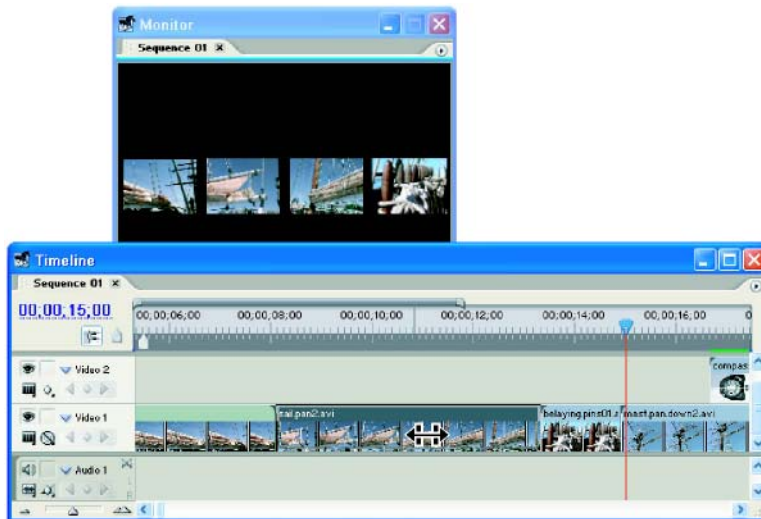 Monitor
Sequence 01
Timeline
Sequence 01
00;00;15;00
00;00;06;00 00;00;08;00 00;00;10;00 00;00;12;00 00;00;14;00 00;00;16;00 0
Video 2
compas
Video 1
sail.pan2.avi belaying.pins01.a mast.pan.down2.avi
Audio 1